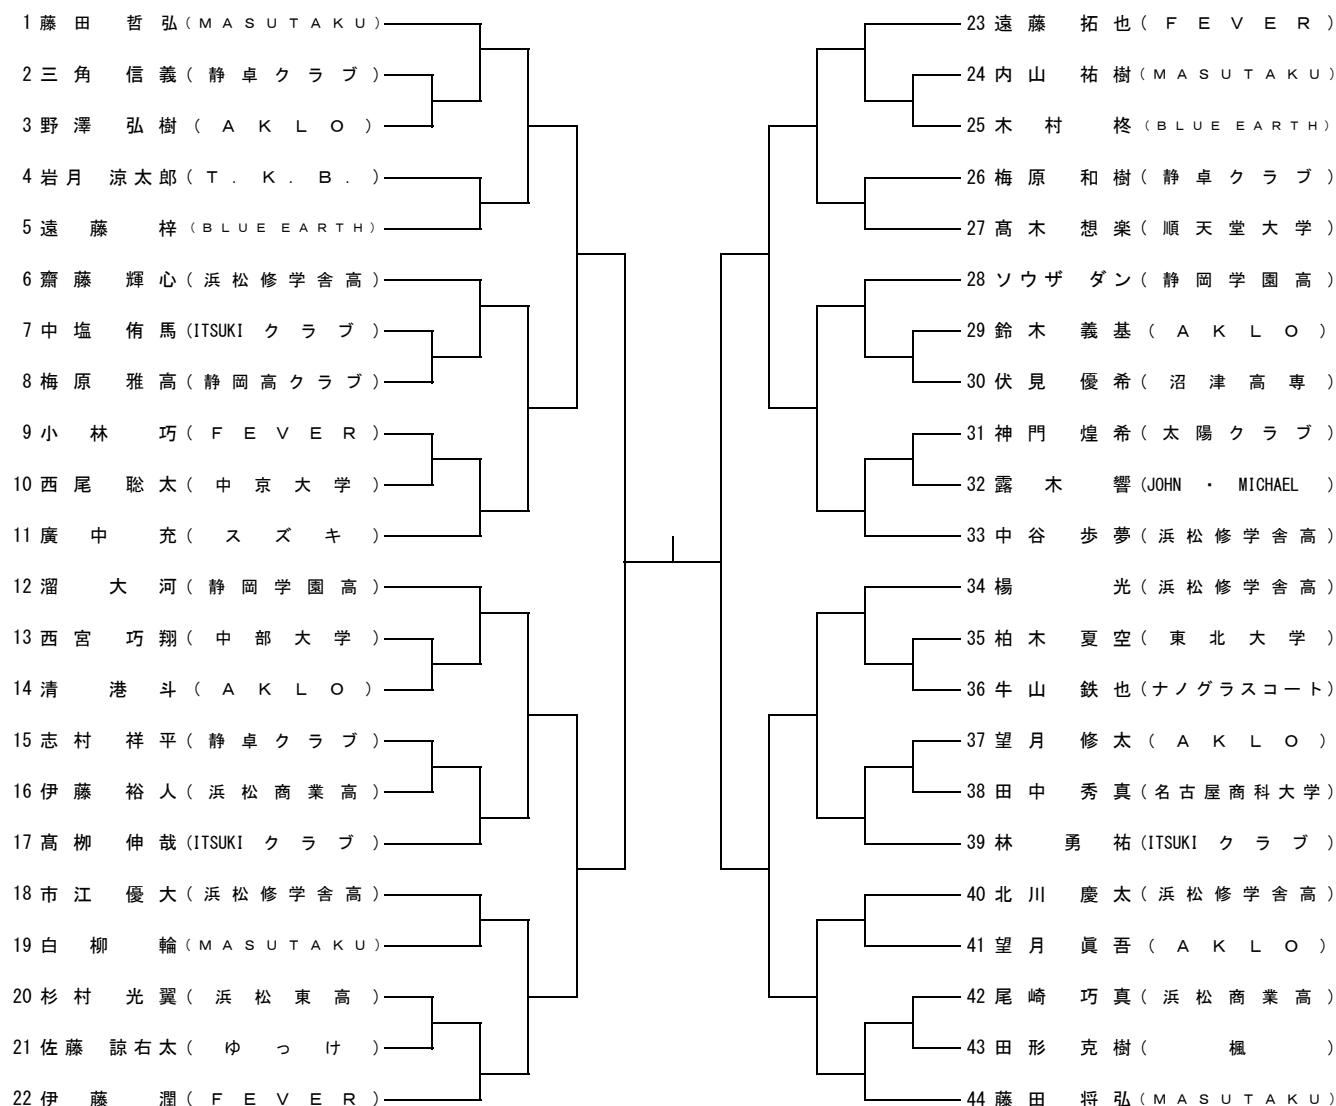 1 藤田 哲弘 (MASUTAKU)
2 三角 信義 (静卓クラブ)
3 野澤 弘樹 (AKLO)
4 岩月 涼太郎 (T.K.B.)
5 遠藤 梓 (BLUE EARTH)
6 齋藤 輝心 (浜松修学舎高)
7 中塩 侑馬 (ITSUKI クラブ)
8 梅原 雅高 (静岡高クラブ)
9 小林 巧 (FEVER)
10 西尾 聡太 (中京大学)
11 廣中 充 (スズキ)
12 溜 大河 (静岡学園高)
13 西宮 巧翔 (中部大学)
14 清 港斗 (AKLO)
15 志村 祥平 (静卓クラブ)
16 伊藤 裕人 (浜松商業高)
17 髙栁 伸哉 (ITSUKI クラブ)
18 市江 優大 (浜松修学舎高)
19 白柳 輪 (MASUTAKU)
20 杉村 光翼 (浜松東高)
21 佐藤 諒右太 (ゆっけ)
22 伊藤 潤 (FEVER)
23 遠藤 拓也 (FEVER)
24 内山 祐樹 (MASUTAKU)
25 木村 柊 (BLUE EARTH)
26 梅原 和樹 (静卓クラブ)
27 髙木 想楽 (順天堂大学)
28 ソウザ ダン (静岡学園高)
29 鈴木 義基 (AKLO)
30 伏見 優希 (沼津高専)
31 神門 煌希 (太陽クラブ)
32 露木 響 (JOHN・MICHAEL)
33 中谷 歩夢 (浜松修学舎高)
34 楊 光 (浜松修学舎高)
35 柏木 夏空 (東北大学)
36 牛山 鉄也 (ナノグラスコート)
37 望月 修太 (AKLO)
38 田中 秀真 (名古屋商科大学)
39 林 勇祐 (ITSUKI クラブ)
40 北川 慶太 (浜松修学舎高)
41 望月 眞吾 (AKLO)
42 尾崎 巧真 (浜松商業高)
43 田形 克樹 (楓)
44 藤田 将弘 (MASUTAKU)